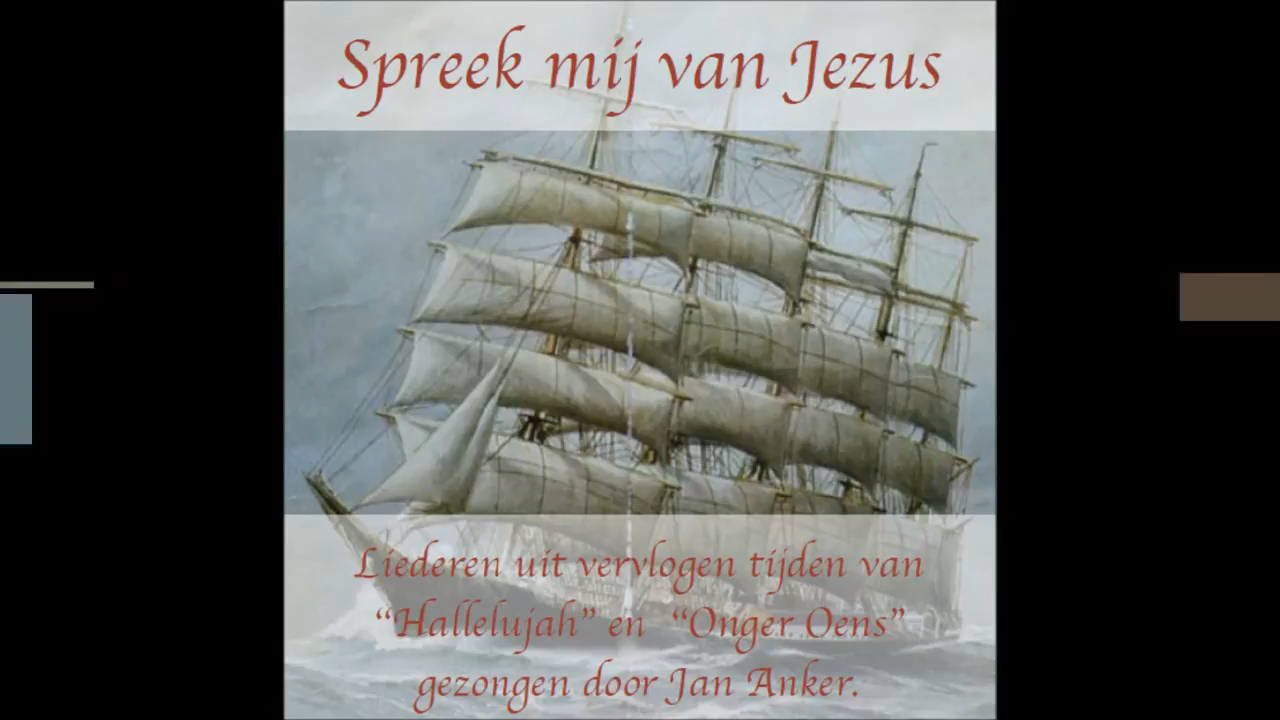 Spreek mij van Jezus
Liederen uit vervlogen tijden van
“Hallelujah” en “Onger Oens”
gezongen door Jan Anker.